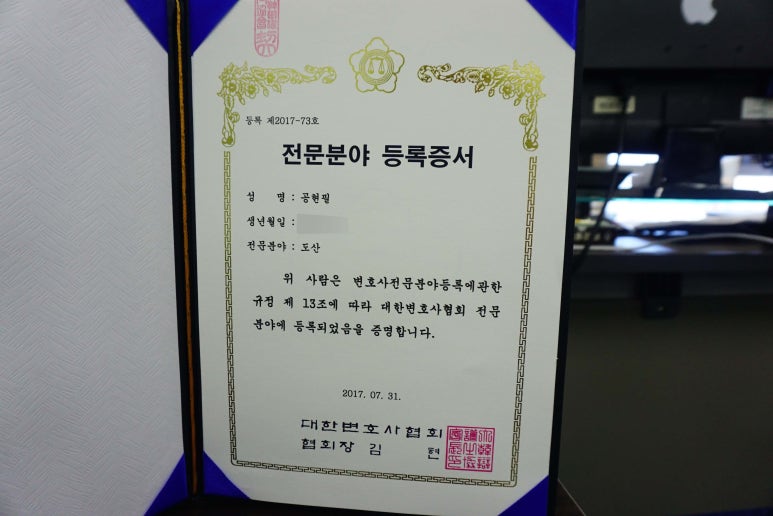 등록 제2017-73호
전문분야 등록증서
성 명 : 공현필
생년월일 :
전문분야 : 도산
위 사람은 변호사전문분야등록에관한
규정 제 13조에 따라 대한변호사협회 전문
분야에 등록되었음을 증명합니다.
2017. 07. 31.
대한변호사협회
협회장 김 현